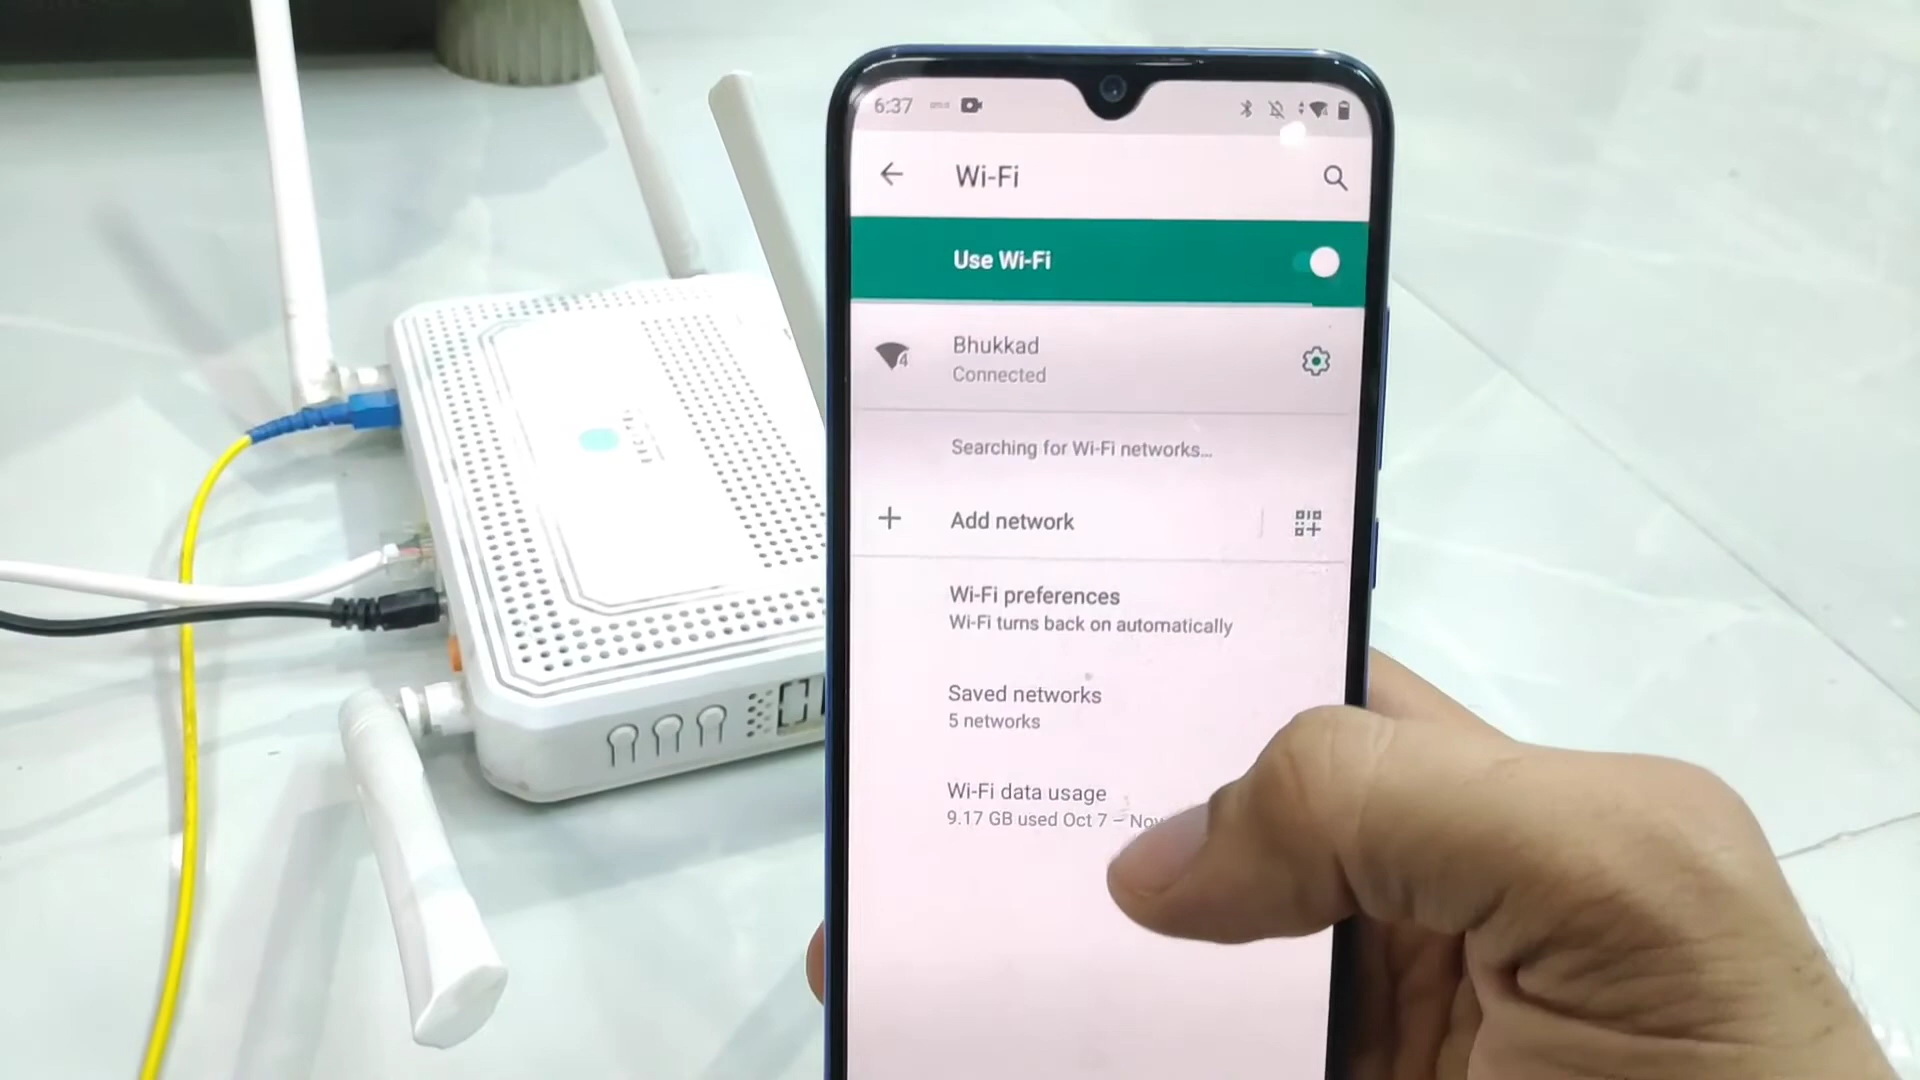 6:37
Wi-Fi
Use Wi-Fi
Bhukkad
4
Connected
Searching for Wi-Fi networks...
Add network
Wi-Fi preferences
Wi-Fi turns back on automatically
Saved networks
5 networks
Wi-Fi data usage
9.17 GB used Oct 7 – Nov